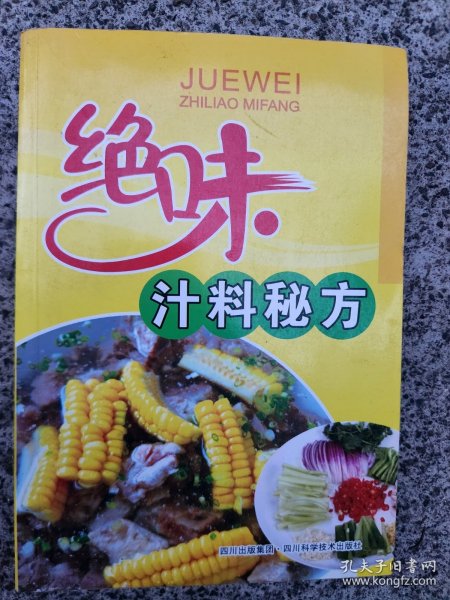 JUEWEI
ZHILIAO MIFANG
绝味
汁料秘方
四川出版集团·四川科学技术出版社
孔夫子旧书网
www.kongfz.com